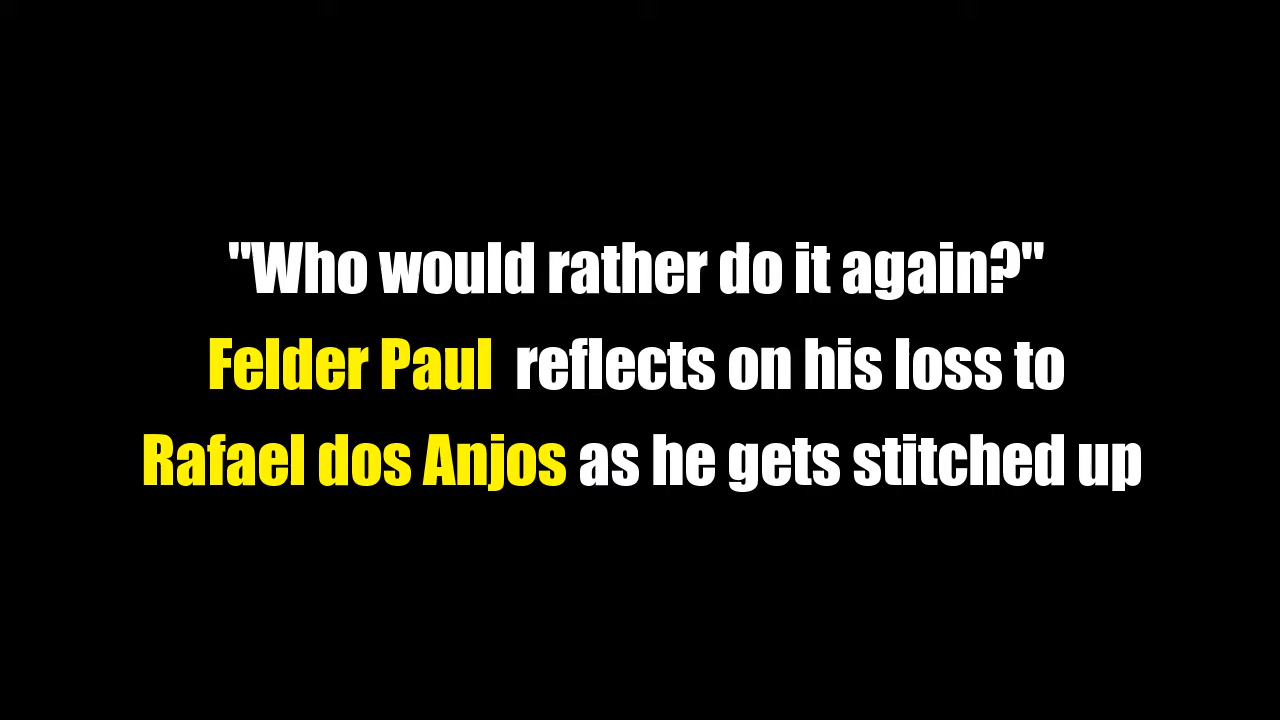 "Who would rather do it again?"
Felder Paul reflects on his loss to
Rafael dos Anjos as he gets stitched up